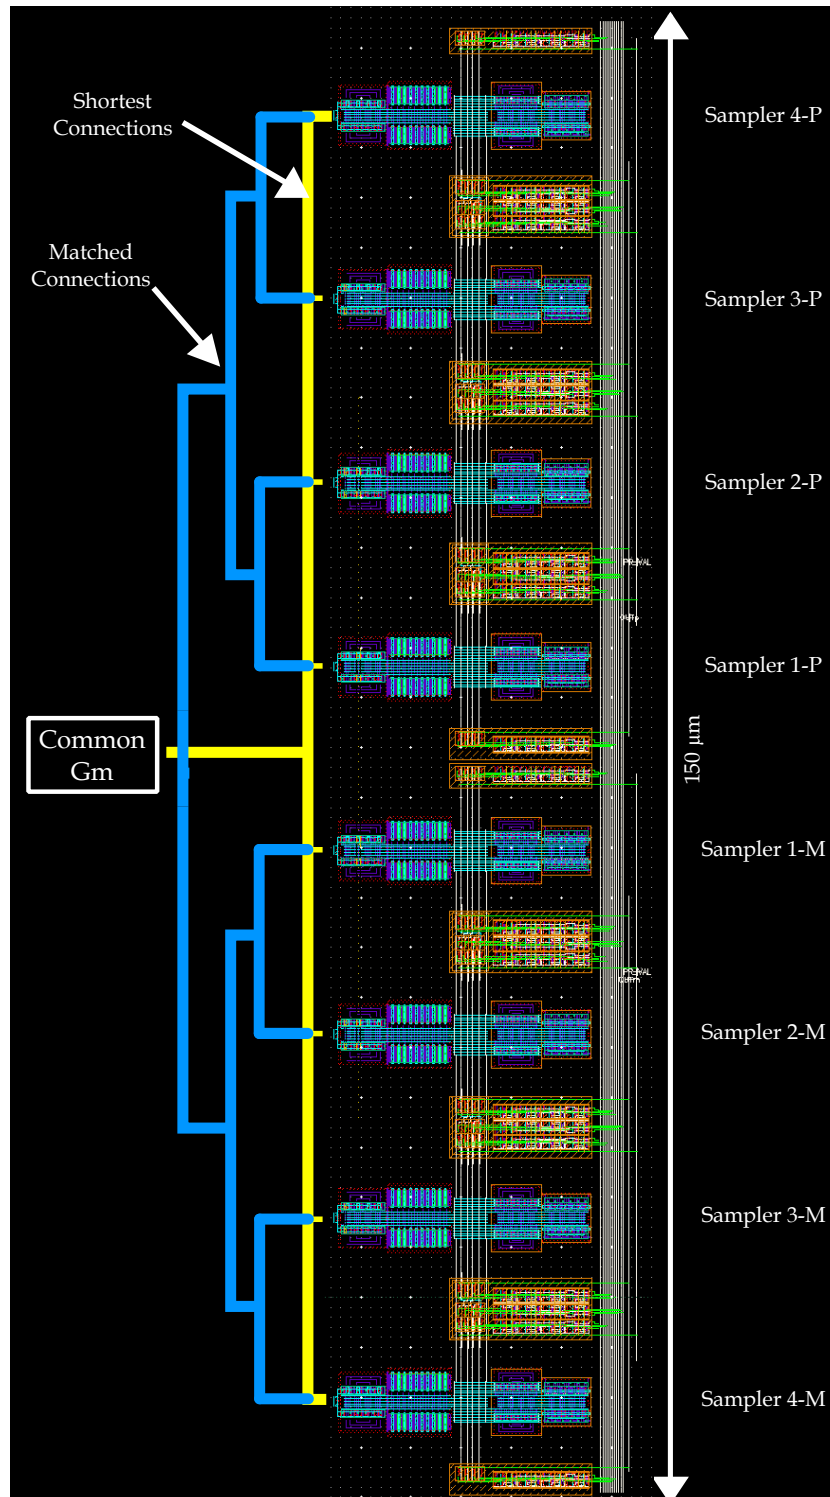 Shortest
Connections
Sampler 4-P
Matched
Connections
Sampler 3-P
Sampler 2-P
Sampler 1-P
Common
Gm
150 μm
Sampler 1-M
Sampler 2-M
Sampler 3-M
Sampler 4-M